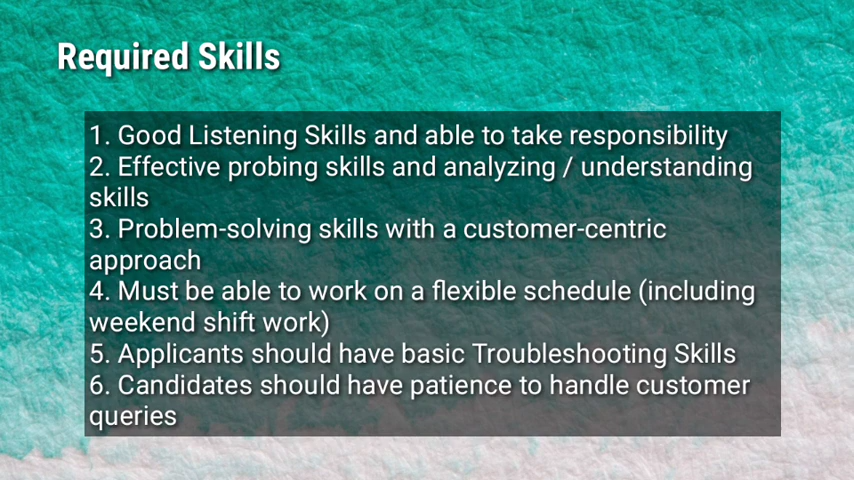 Required Skills
1. Good Listening Skills and able to take responsibility
2. Effective probing skills and analyzing / understanding
skills
3. Problem-solving skills with a customer-centric
approach
4. Must be able to work on a flexible schedule (including
weekend shift work)
5. Applicants should have basic Troubleshooting Skills
6. Candidates should have patience to handle customer
queries